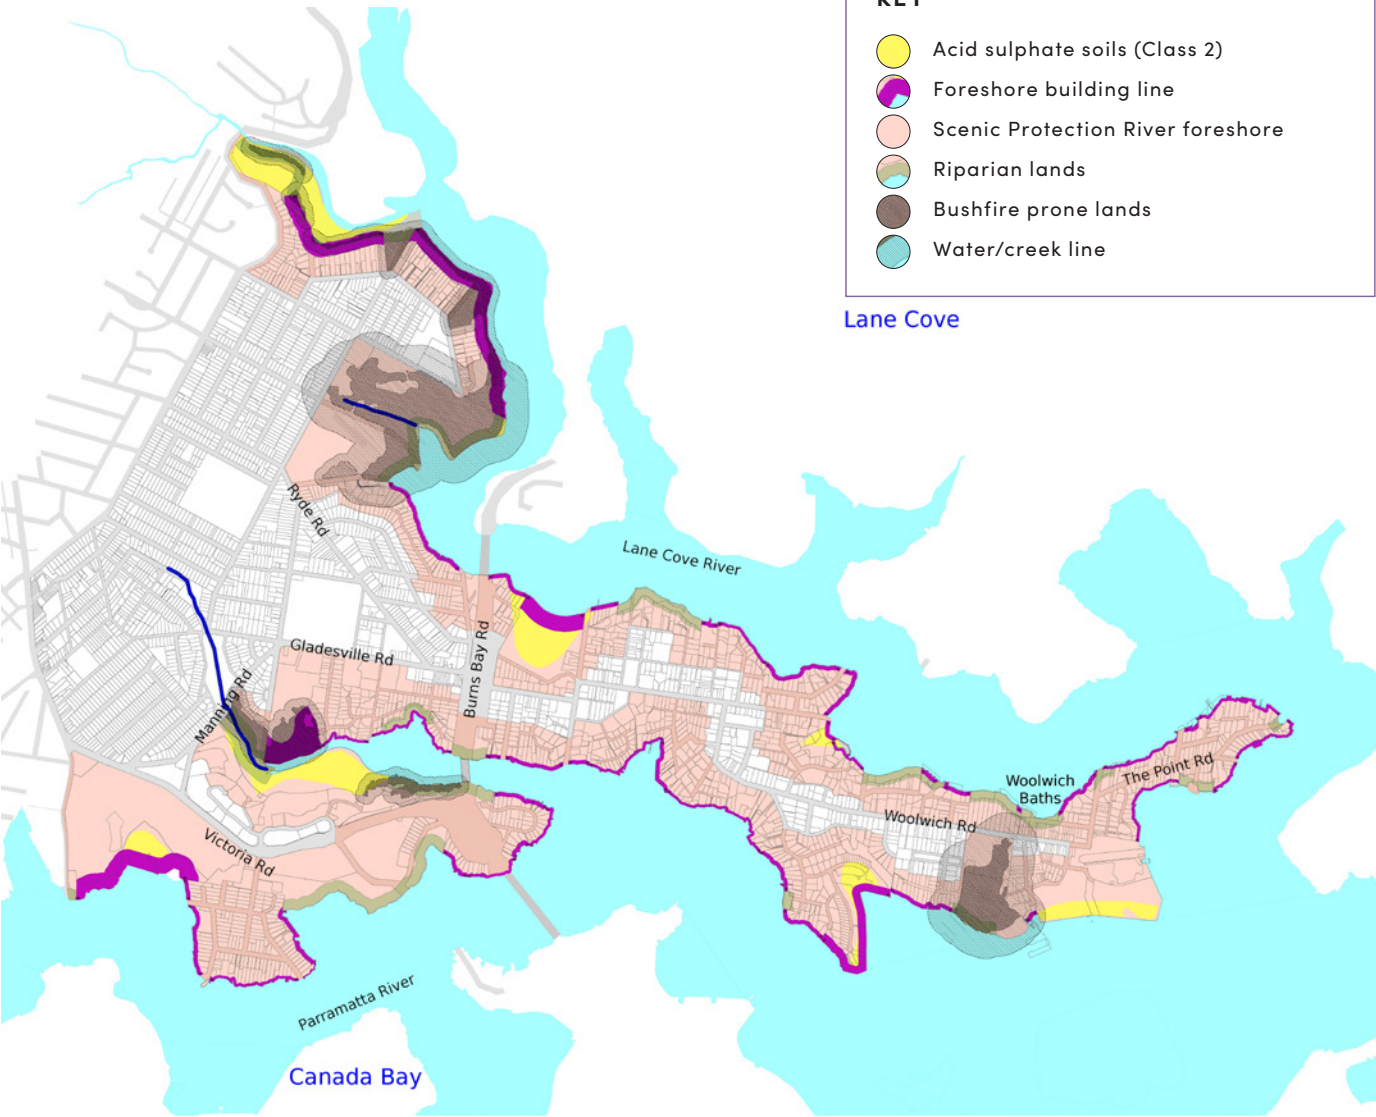 KEY
Acid sulphate soils (Class 2)
Foreshore building line
Scenic Protection River foreshore
Riparian lands
Bushfire prone lands
Water/creek line
Lane Cove
Ryde Rd
Lane Cove River
Gladesville Rd
Burns Bay Rd
Manning Rd
Woolwich
Baths
The Point Rd
Woolwich Rd
Victoria Rd
Parramatta River
Canada Bay